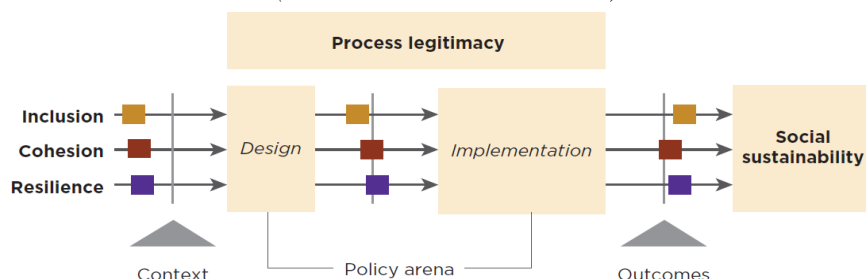 Process legitimacy
Inclusion
Cohesion
Resilience
Design
Implementation
Social
sustainability
Context
Policy arena
Outcomes